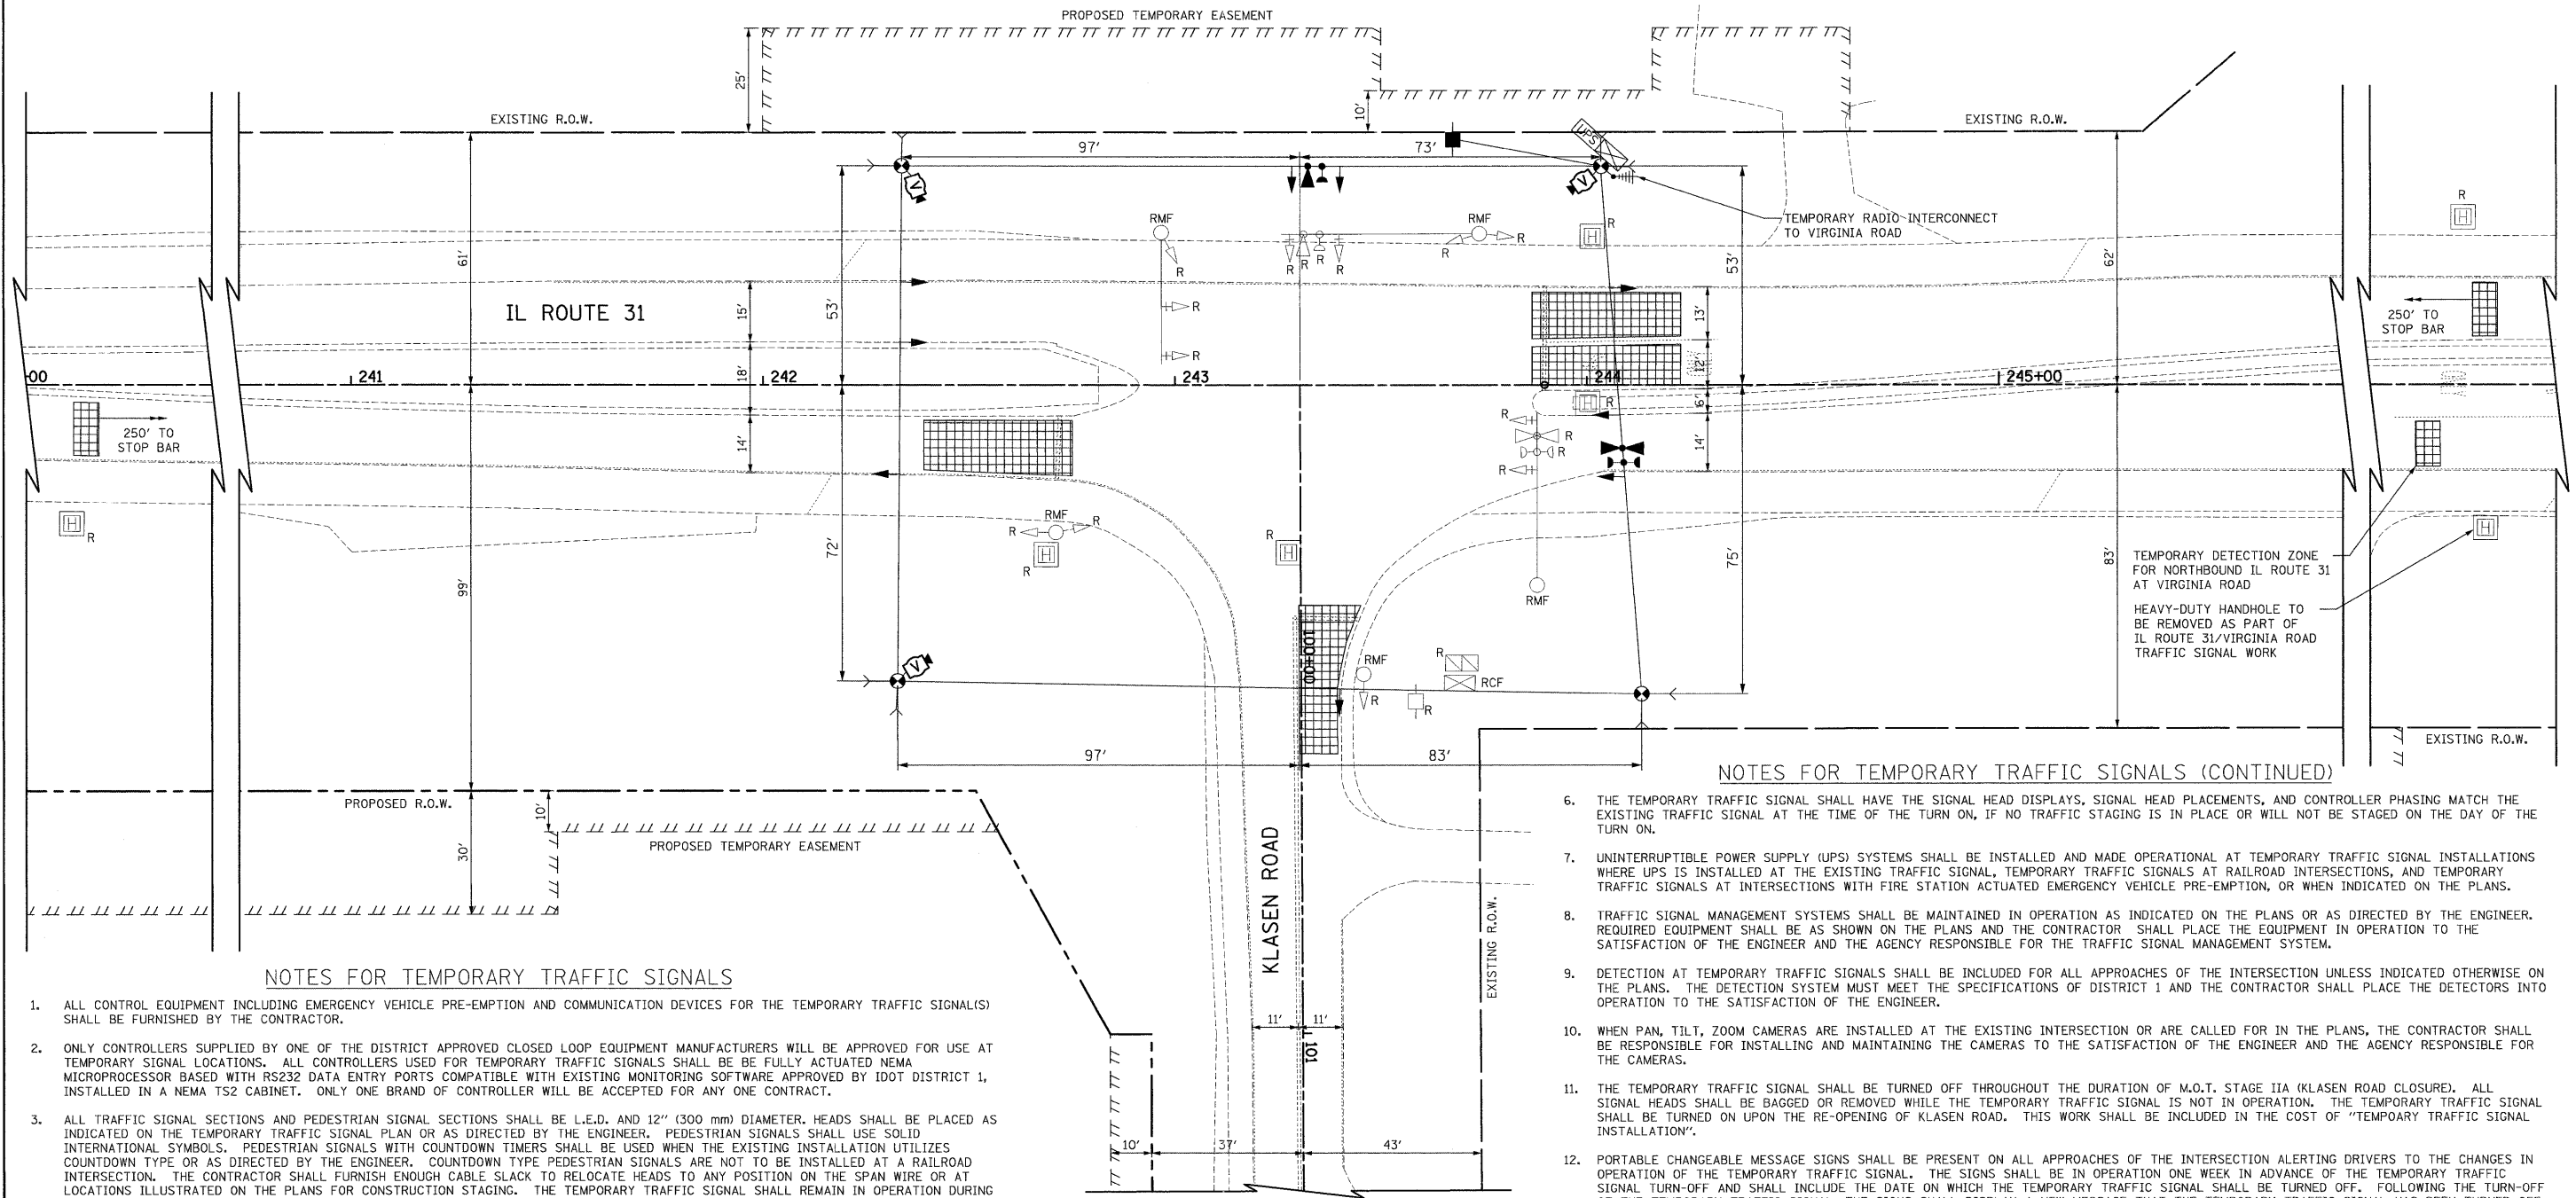 PROPOSED TEMPORARY EASEMENT
25'
10'
EXISTING R.O.W.
EXISTING R.O.W.
97'
73'
UPS
V
V
R
H
TEMPORARY RADIO INTERCONNECT
TO VIRGINIA ROAD
RMF
RMF
R
H
R
R
R
R
R
R
R
61'
53'
53'
62'
IL ROUTE 31
15'
R
13'
250' TO
STOP BAR
R
18'
12'
00
241
242
243
244
245+00
6'
H R
R
R
R
250' TO
STOP BAR
14'
14'
H
R
RMF
R
R
H
R
R
H
72'
75'
99'
83'
H
TEMPORARY DETECTION ZONE
FOR NORTHBOUND IL ROUTE 31
AT VIRGINIA ROAD
HEAVY-DUTY HANDHOLE TO
BE REMOVED AS PART OF
IL ROUTE 31/VIRGINIA ROAD
TRAFFIC SIGNAL WORK
RMF
100+00
V
RMF
R
R
RCF
R
97'
83'
EXISTING R.O.W.
PROPOSED R.O.W.
10'
30'
PROPOSED TEMPORARY EASEMENT
KLASEN ROAD
EXISTING R.O.W.
11'
11'
101
10'
37'
43'
NOTES FOR TEMPORARY TRAFFIC SIGNALS
1. ALL CONTROL EQUIPMENT INCLUDING EMERGENCY VEHICLE PRE-EMPTION AND COMMUNICATION DEVICES FOR THE TEMPORARY TRAFFIC SIGNAL(S)
SHALL BE FURNISHED BY THE CONTRACTOR.
2. ONLY CONTROLLERS SUPPLIED BY ONE OF THE DISTRICT APPROVED CLOSED LOOP EQUIPMENT MANUFACTURERS WILL BE APPROVED FOR USE AT
TEMPORARY SIGNAL LOCATIONS. ALL CONTROLLERS USED FOR TEMPORARY TRAFFIC SIGNALS SHALL BE BE FULLY ACTUATED NEMA
MICROPROCESSOR BASED WITH RS232 DATA ENTRY PORTS COMPATIBLE WITH EXISTING MONITORING SOFTWARE APPROVED BY IDOT DISTRICT 1,
INSTALLED IN A NEMA TS2 CABINET. ONLY ONE BRAND OF CONTROLLER WILL BE ACCEPTED FOR ANY ONE CONTRACT.
3. ALL TRAFFIC SIGNAL SECTIONS AND PEDESTRIAN SIGNAL SECTIONS SHALL BE L.E.D. AND 12" (300 mm) DIAMETER. HEADS SHALL BE PLACED AS
INDICATED ON THE TEMPORARY TRAFFIC SIGNAL PLAN OR AS DIRECTED BY THE ENGINEER. PEDESTRIAN SIGNALS SHALL USE SOLID
INTERNATIONAL SYMBOLS. PEDESTRIAN SIGNALS WITH COUNTDOWN TIMERS SHALL BE USED WHEN THE EXISTING INSTALLATION UTILIZES
COUNTDOWN TYPE OR AS DIRECTED BY THE ENGINEER. COUNTDOWN TYPE PEDESTRIAN SIGNALS ARE NOT TO BE INSTALLED AT A RAILROAD
INTERSECTION. THE CONTRACTOR SHALL FURNISH ENOUGH CABLE SLACK TO RELOCATE HEADS TO ANY POSITION ON THE SPAN WIRE OR AT
LOCATIONS ILLUSTRATED ON THE PLANS FOR CONSTRUCTION STAGING. THE TEMPORARY TRAFFIC SIGNAL SHALL REMAIN IN OPERATION DURING
NOTES FOR TEMPORARY TRAFFIC SIGNALS (CONTINUED)
6. THE TEMPORARY TRAFFIC SIGNAL SHALL HAVE THE SIGNAL HEAD DISPLAYS, SIGNAL HEAD PLACEMENTS, AND CONTROLLER PHASING MATCH THE
EXISTING TRAFFIC SIGNAL AT THE TIME OF THE TURN ON, IF NO TRAFFIC STAGING IS IN PLACE OR WILL NOT BE STAGED ON THE DAY OF THE
TURN ON.
7. UNINTERRUPTIBLE POWER SUPPLY (UPS) SYSTEMS SHALL BE INSTALLED AND MADE OPERATIONAL AT TEMPORARY TRAFFIC SIGNAL INSTALLATIONS
WHERE UPS IS INSTALLED AT THE EXISTING TRAFFIC SIGNAL, TEMPORARY TRAFFIC SIGNALS AT RAILROAD INTERSECTIONS, AND TEMPORARY
TRAFFIC SIGNALS AT INTERSECTIONS WITH FIRE STATION ACTUATED EMERGENCY VEHICLE PRE-EMPTION, OR WHEN INDICATED ON THE PLANS.
8. TRAFFIC SIGNAL MANAGEMENT SYSTEMS SHALL BE MAINTAINED IN OPERATION AS INDICATED ON THE PLANS OR AS DIRECTED BY THE ENGINEER.
REQUIRED EQUIPMENT SHALL BE AS SHOWN ON THE PLANS AND THE CONTRACTOR SHALL PLACE THE EQUIPMENT IN OPERATION TO THE
SATISFACTION OF THE ENGINEER AND THE AGENCY RESPONSIBLE FOR THE TRAFFIC SIGNAL MANAGEMENT SYSTEM.
9. DETECTION AT TEMPORARY TRAFFIC SIGNALS SHALL BE INCLUDED FOR ALL APPROACHES OF THE INTERSECTION UNLESS INDICATED OTHERWISE ON
THE PLANS. THE DETECTION SYSTEM MUST MEET THE SPECIFICATIONS OF DISTRICT 1 AND THE CONTRACTOR SHALL PLACE THE DETECTORS INTO
OPERATION TO THE SATISFACTION OF THE ENGINEER.
10. WHEN PAN, TILT, ZOOM CAMERAS ARE INSTALLED AT THE EXISTING INTERSECTION OR ARE CALLED FOR IN THE PLANS, THE CONTRACTOR SHALL
BE RESPONSIBLE FOR INSTALLING AND MAINTAINING THE CAMERAS TO THE SATISFACTION OF THE ENGINEER AND THE AGENCY RESPONSIBLE FOR
THE CAMERAS.
11. THE TEMPORARY TRAFFIC SIGNAL SHALL BE TURNED OFF THROUGHOUT THE DURATION OF M.O.T. STAGE IIA (KLASEN ROAD CLOSURE). ALL
SIGNAL HEADS SHALL BE BAGGED OR REMOVED WHILE THE TEMPORARY TRAFFIC SIGNAL IS NOT IN OPERATION. THE TEMPORARY TRAFFIC SIGNAL
SHALL BE TURNED ON UPON THE RE-OPENING OF KLASEN ROAD. THIS WORK SHALL BE INCLUDED IN THE COST OF "TEMPOARY TRAFFIC SIGNAL
INSTALLATION".
12. PORTABLE CHANGEABLE MESSAGE SIGNS SHALL BE PRESENT ON ALL APPROACHES OF THE INTERSECTION ALERTING DRIVERS TO THE CHANGES IN
OPERATION OF THE TEMPORARY TRAFFIC SIGNAL. THE SIGNS SHALL BE IN OPERATION ONE WEEK IN ADVANCE OF THE TEMPORARY TRAFFIC
SIGNAL TURN-OFF AND SHALL INCLUDE THE DATE ON WHICH THE TEMPORARY TRAFFIC SIGNAL SHALL BE TURNED OFF. FOLLOWING THE TURN-OFF